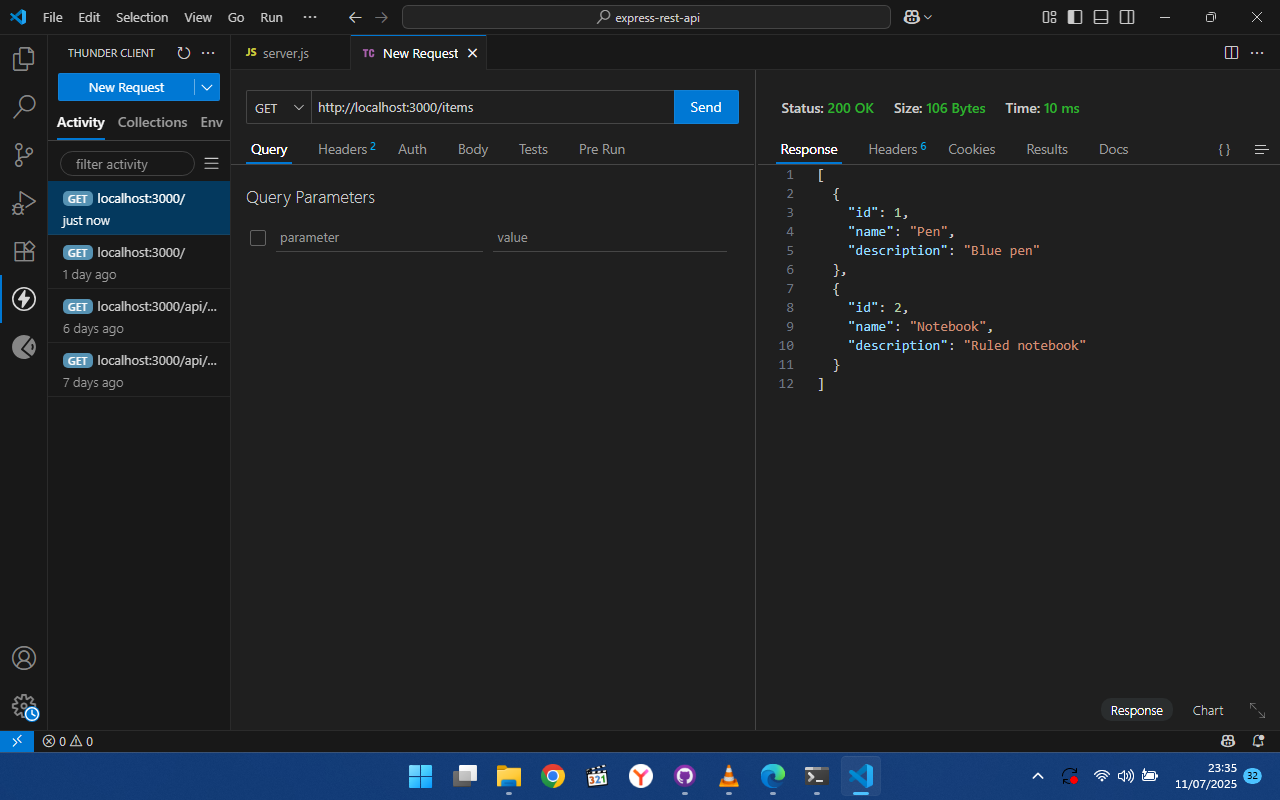 File Edit Selection View Go Run ··· express-rest-api
THUNDER CLIENT ···
New Request
Activity Collections Env
filter activity
GET localhost:3000/
just now
GET localhost:3000/
1 day ago
GET localhost:3000/api/...
6 days ago
GET localhost:3000/api/...
7 days ago
JS server.js TC New Request
GET http://localhost:3000/items Send
Query Headers 2 Auth Body Tests Pre Run
Query Parameters
parameter value
Status: 200 OK Size: 106 Bytes Time: 10 ms
Response Headers 6 Cookies Results Docs { }
1 [
2 {
3 "id": 1,
4 "name": "Pen",
5 "description": "Blue pen"
6 },
7 {
8 "id": 2,
9 "name": "Notebook",
10 "description": "Ruled notebook"
11 }
12 ]
Response Chart
0 0
321
23:35
11/07/2025 32